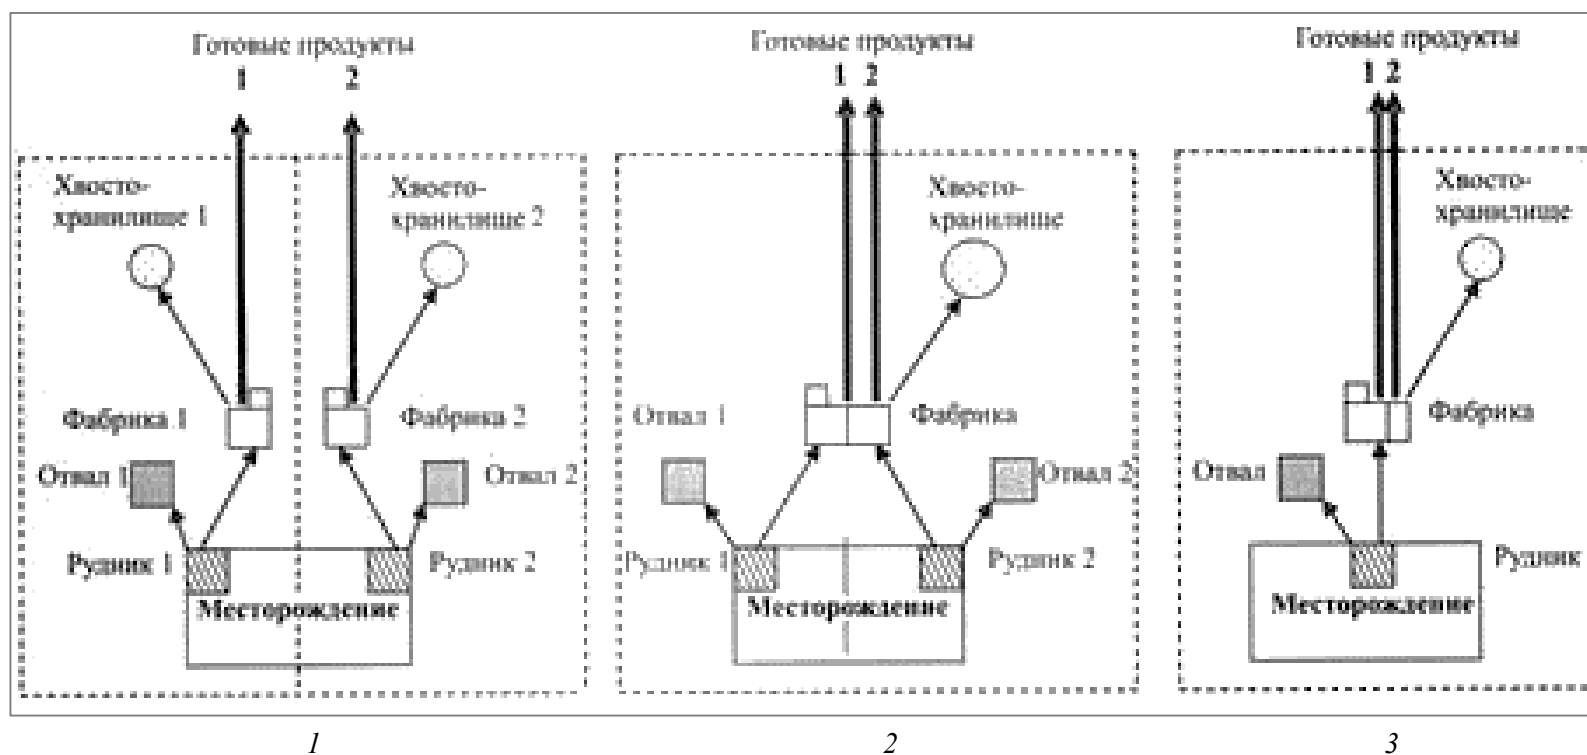 Готовые продукты
1 2
Хвосто-
хранилище 1
Хвосто-
хранилище 2
Фабрика 1
Фабрика 2
Отвал 1
Отвал 2
Рудник 1
Рудник 2
Месторождение
1
Готовые продукты
1 2
Хвосто-
хранилище
Отвал 1
Фабрика
Отвал 2
Рудник 1
Рудник 2
Месторождение
2
Готовые продукты
1 2
Хвосто-
хранилище
Фабрика
Отвал
Рудник
Месторождение
3